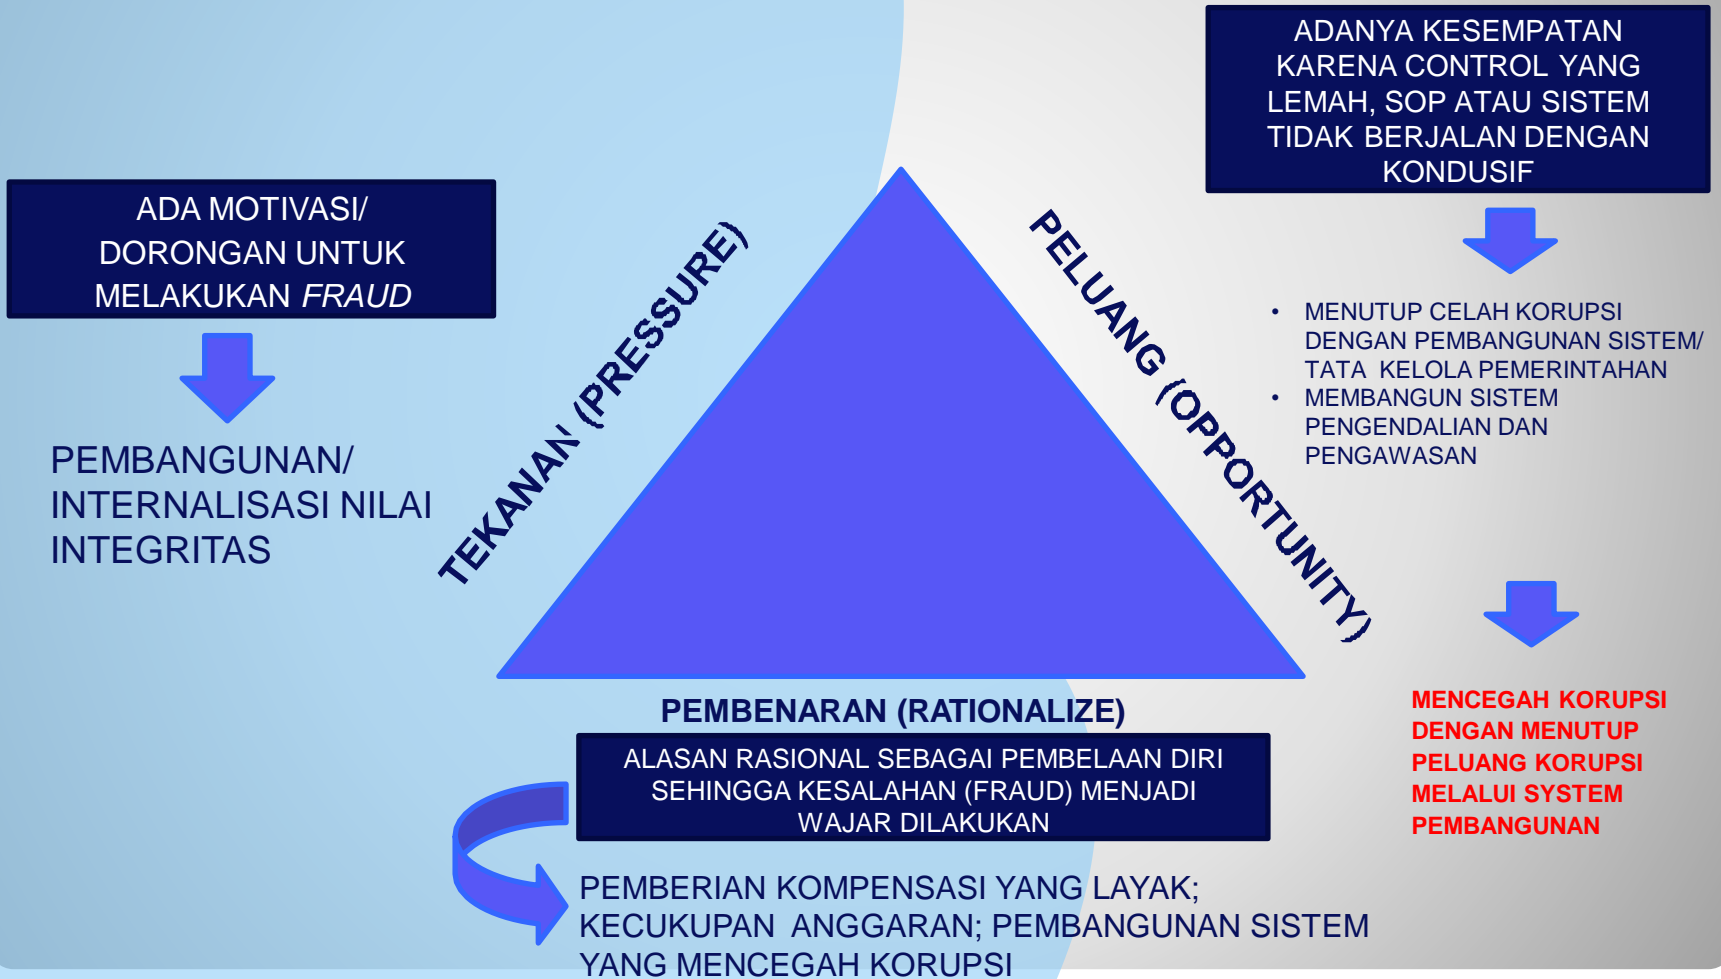 ADANYA KESEMPATAN
KARENA CONTROL YANG
LEMAH, SOP ATAU SISTEM
TIDAK BERJALAN DENGAN
KONDUSIF
ADA MOTIVASI/
DORONGAN UNTUK
MELAKUKAN FRAUD
TEKANAN (PRESSURE)
PELUANG (OPPORTUNITY)
• MENUTUP CELAH KORUPSI
DENGAN PEMBANGUNAN SISTEM/
TATA KELOLA PEMERINTAHAN
• MEMBANGUN SISTEM
PENGENDALIAN DAN
PENGAWASAN
PEMBANGUNAN/
INTERNALISASI NILAI
INTEGRITAS
PEMBENARAN (RATIONALIZE)
ALASAN RASIONAL SEBAGAI PEMBELAAN DIRI
SEHINGGA KESALAHAN (FRAUD) MENJADI
WAJAR DILAKUKAN
MENCEGAH KORUPSI
DENGAN MENUTUP
PELUANG KORUPSI
MELALUI SYSTEM
PEMBANGUNAN
PEMBERIAN KOMPENSASI YANG LAYAK;
KECUKUPAN ANGGARAN; PEMBANGUNAN SISTEM
YANG MENCEGAH KORUPSI